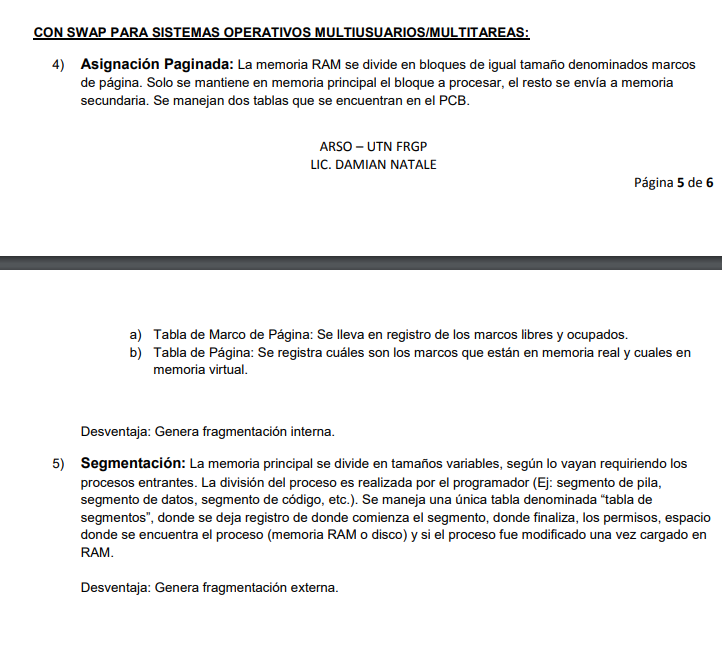 CON SWAP PARA SISTEMAS OPERATIVOS MULTIUSUARIOS/MULTITAREAS:
4) Asignación Paginada: La memoria RAM se divide en bloques de igual tamaño denominados marcos
de página. Solo se mantiene en memoria principal el bloque a procesar, el resto se envía a memoria
secundaria. Se manejan dos tablas que se encuentran en el PCB.
ARSO – UTN FRGP
LIC. DAMIAN NATALE
Página 5 de 6
a) Tabla de Marco de Página: Se lleva en registro de los marcos libres y ocupados.
b) Tabla de Página: Se registra cuáles son los marcos que están en memoria real y cuales en
memoria virtual.
Desventaja: Genera fragmentación interna.
5) Segmentación: La memoria principal se divide en tamaños variables, según lo vayan requiriendo los
procesos entrantes. La división del proceso es realizada por el programador (Ej: segmento de pila,
segmento de datos, segmento de código, etc.). Se maneja una única tabla denominada “tabla de
segmentos”, donde se deja registro de donde comienza el segmento, donde finaliza, los permisos, espacio
donde se encuentra el proceso (memoria RAM o disco) y si el proceso fue modificado una vez cargado en
RAM.
Desventaja: Genera fragmentación externa.